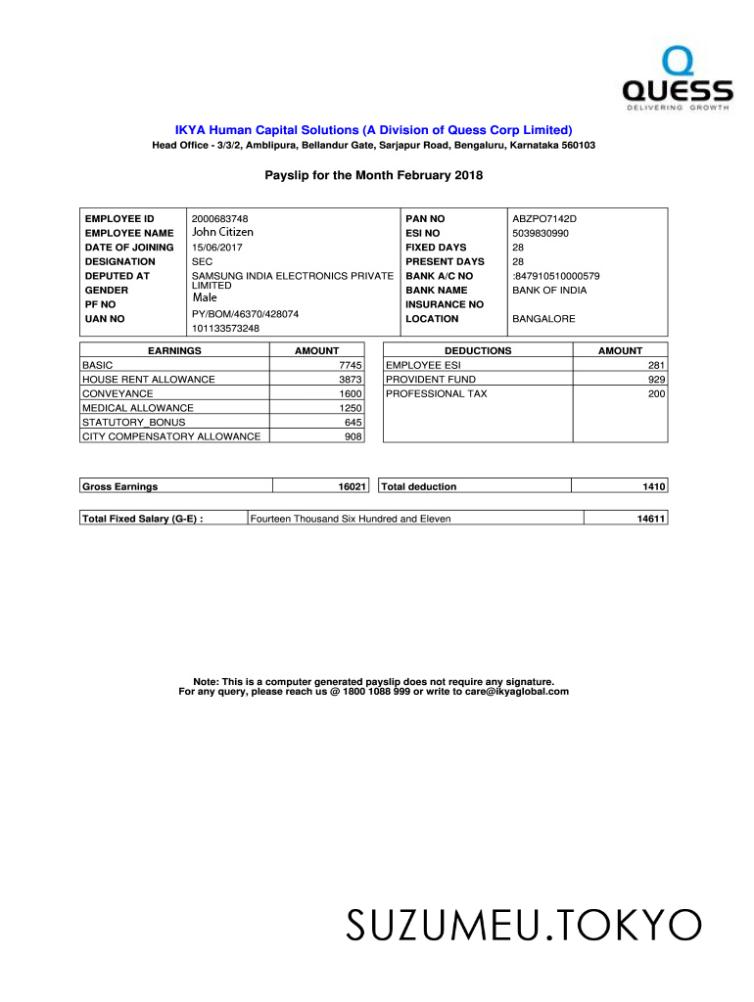 QUESS
DELIVERING GROWTH
IKYA Human Capital Solutions (A Division of Quess Corp Limited)
Head Office - 3/3/2, Amblipura, Bellandur Gate, Sarjapur Road, Bengaluru, Karnataka 560103
Payslip for the Month February 2018
EMPLOYEE ID 2000683748 PAN NO ABZPO7142D
EMPLOYEE NAME John Citizen ESI NO 5039830990
DATE OF JOINING 15/06/2017 FIXED DAYS 28
DESIGNATION SEC PRESENT DAYS 28
DEPUTED AT SAMSUNG INDIA ELECTRONICS PRIVATE LIMITED BANK A/C NO :847910510000579
GENDER Male BANK NAME BANK OF INDIA
PF NO PY/BOM/46370/428074 INSURANCE NO
UAN NO 101133573248 LOCATION BANGALORE
EARNINGS AMOUNT DEDUCTIONS AMOUNT
BASIC 7745 EMPLOYEE ESI 281
HOUSE RENT ALLOWANCE 3873 PROVIDENT FUND 929
CONVEYANCE 1600 PROFESSIONAL TAX 200
MEDICAL ALLOWANCE 1250
STATUTORY_BONUS 645
CITY COMPENSATORY ALLOWANCE 908
Gross Earnings 16021 Total deduction 1410
Total Fixed Salary (G-E) : Fourteen Thousand Six Hundred and Eleven 14611
Note: This is a computer generated payslip does not require any signature.
For any query, please reach us @ 1800 1088 999 or write to care@ikyaglobal.com
SUZUMEU.TOKYO